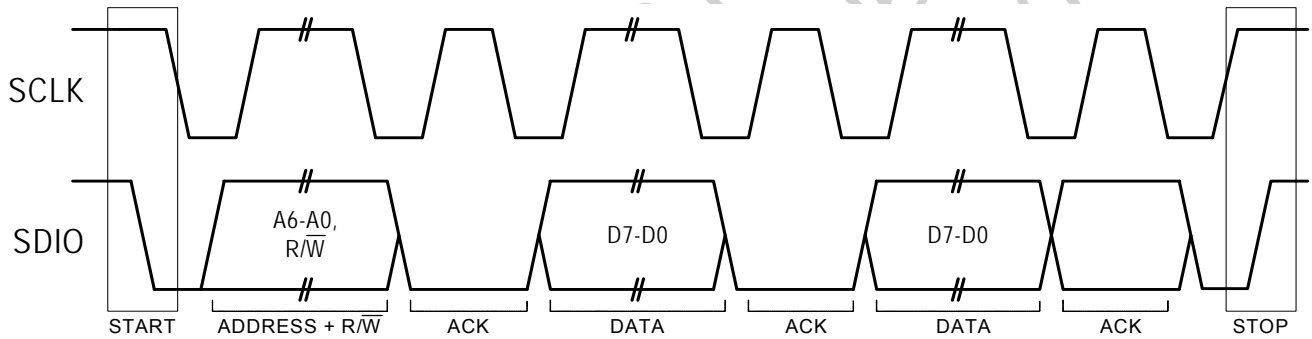 SCLK
SDIO
A6-A0,
R/W̅
D7-D0
D7-D0
START
ADDRESS + R/W̅
ACK
DATA
ACK
DATA
ACK
STOP